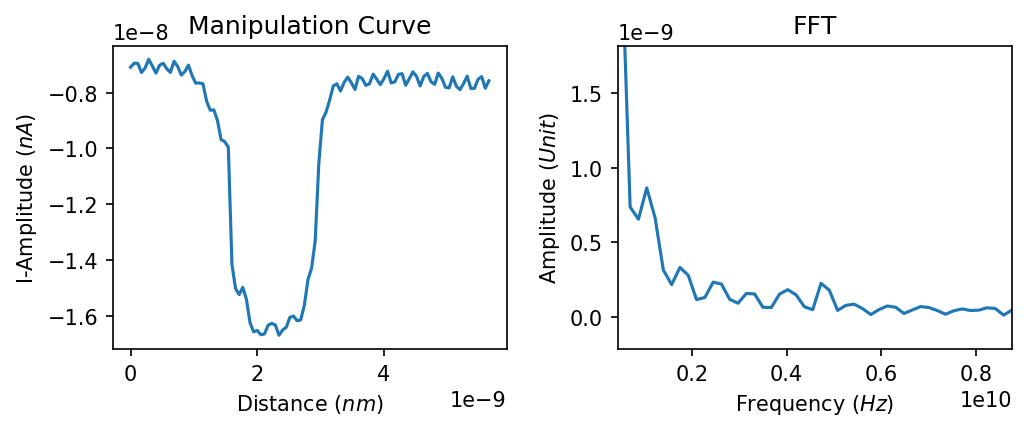 Manipulation Curve
1e−8
I-Amplitude (nA)
−0.8
−1.0
−1.2
−1.4
−1.6
0 2 4
1e−9
Distance (nm)
FFT
1e−9
Amplitude (Unit)
1.5
1.0
0.5
0.0
0.2 0.4 0.6 0.8
1e10
Frequency (Hz)